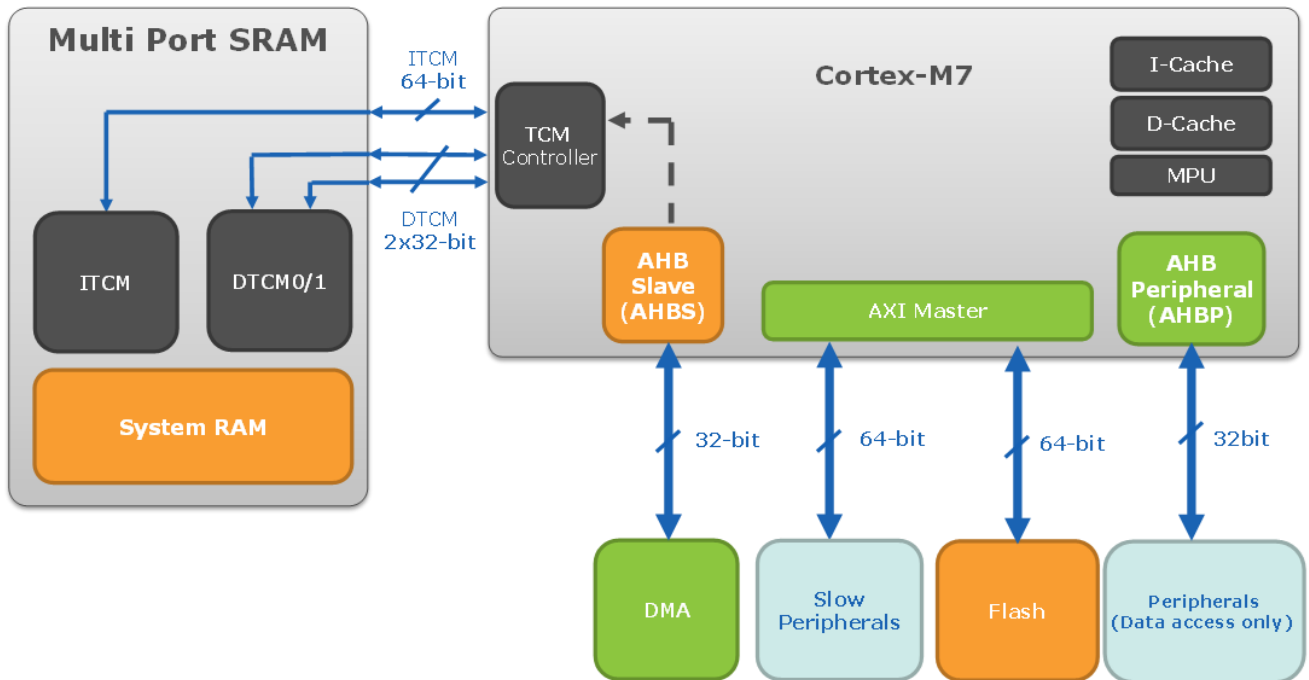 Multi Port SRAM
ITCM
64-bit
DTCM
2x32-bit
ITCM
DTCM0/1
System RAM
Cortex-M7
I-Cache
D-Cache
MPU
TCM
Controller
AHB
Slave
(AHBS)
AXI Master
AHB
Peripheral
(AHBP)
32-bit
64-bit
64-bit
32bit
DMA
Slow
Peripherals
Flash
Peripherals
(Data access only)